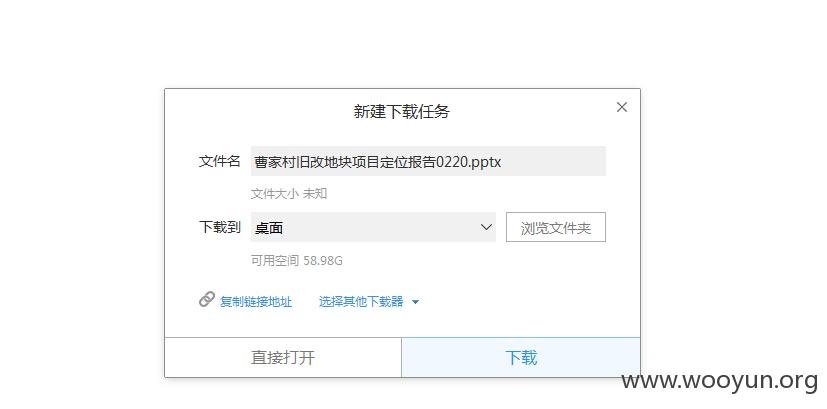 新建下载任务
文件名 曹家村旧改地块项目定位报告0220.pptx
文件大小 未知
下载到 桌面 浏览文件夹
可用空间 58.98G
复制链接地址 选择其他下载器
直接打开 下载
www.wooyun.org